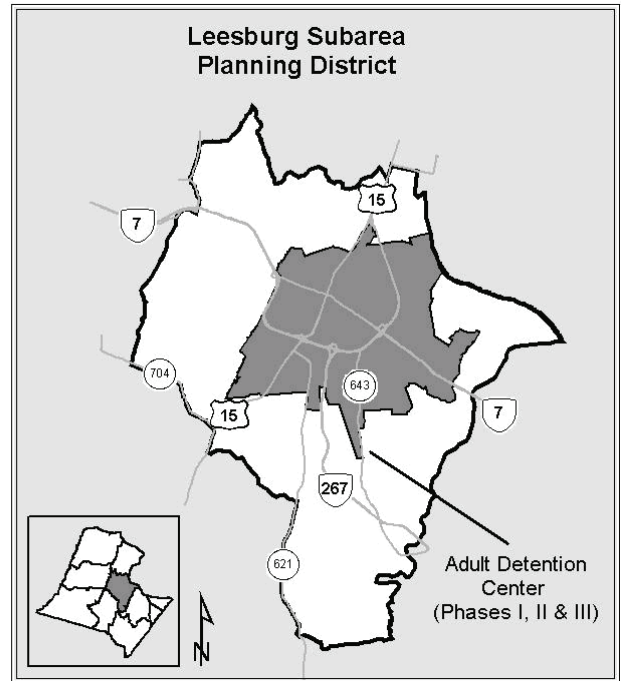 Leesburg Subarea
Planning District
15
7
704
643
15
7
267
621
Adult Detention
Center
(Phases I, II & III)
N